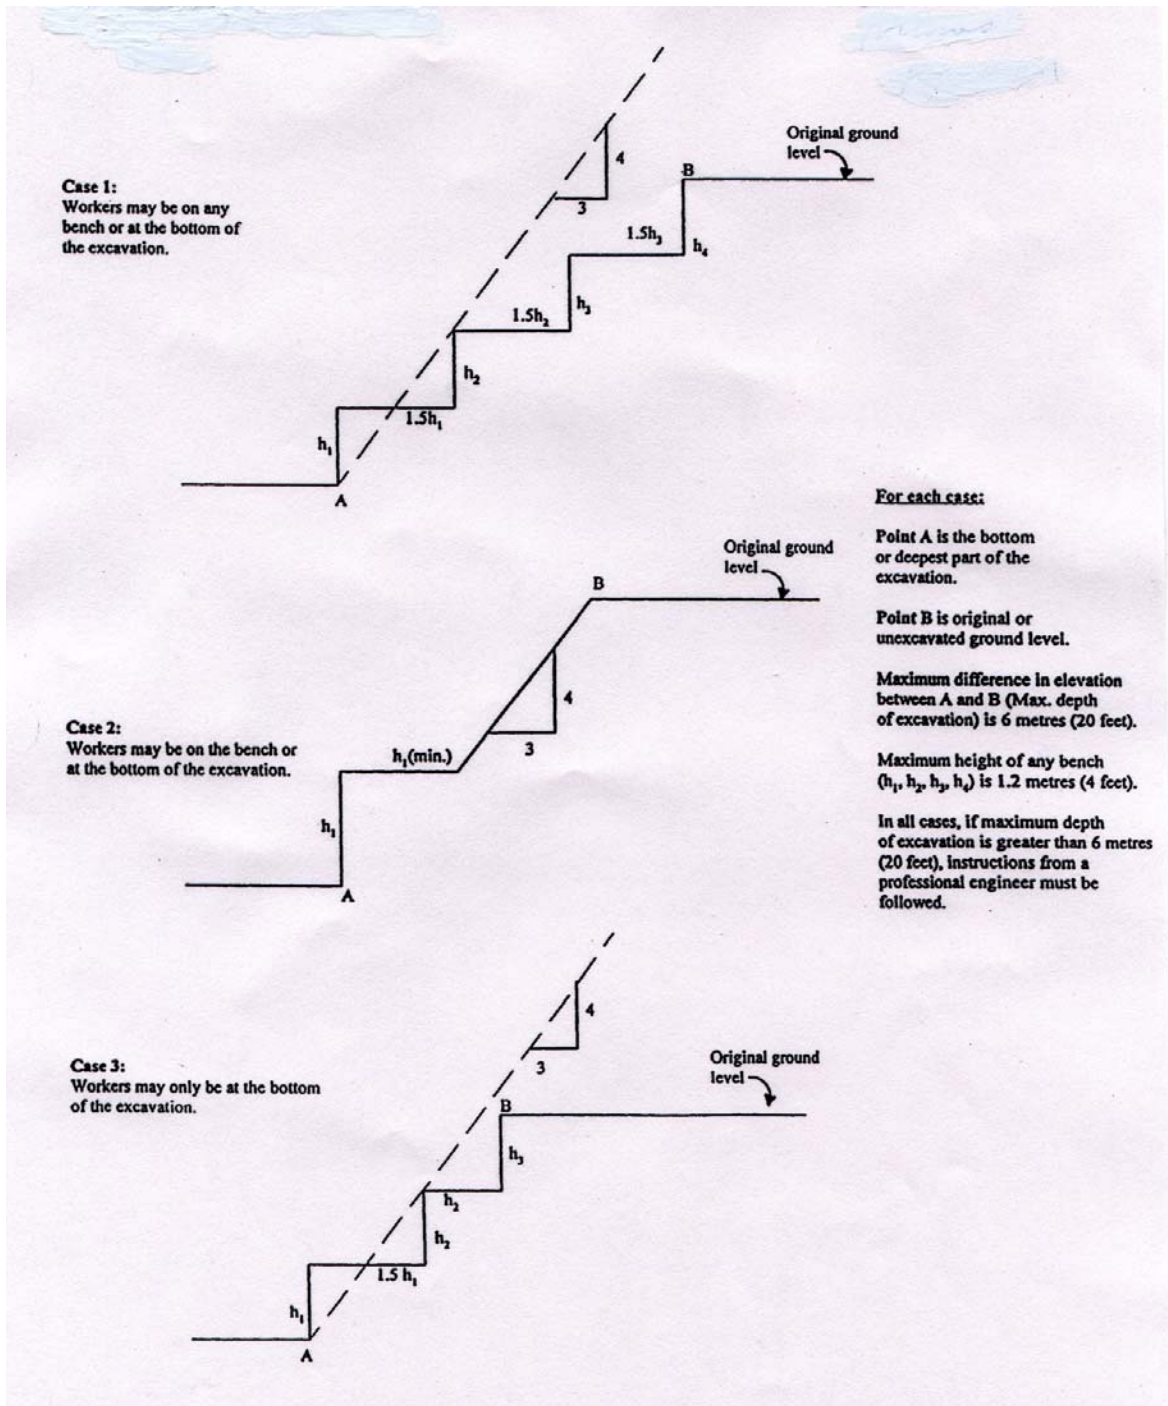 Original ground
level
B
4
3
Case 1:
Workers may be on any
bench or at the bottom of
the excavation.
1.5h₃
h₄
1.5h₂
h₃
h₂
1.5h₁
h₁
A
For each case:
Point A is the bottom
or deepest part of the
excavation.
Point B is original or
unexcavated ground level.
Maximum difference in elevation
between A and B (Max. depth
of excavation) is 6 metres (20 feet).
Maximum height of any bench
(h₁, h₂, h₃, h₄) is 1.2 metres (4 feet).
In all cases, if maximum depth
of excavation is greater than 6 metres
(20 feet), instructions from a
professional engineer must be
followed.
Original ground
level
B
4
3
Case 2:
Workers may be on the bench or
at the bottom of the excavation.
h₁(min.)
h₁
A
4
3
Case 3:
Workers may only be at the bottom
of the excavation.
Original ground
level
B
h₃
h₂
h₂
1.5 h₁
h₁
A